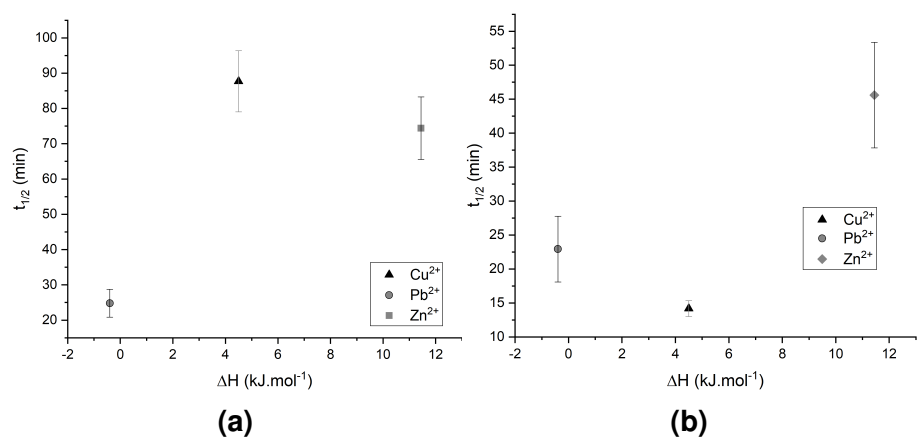 100
90
80
70
60
50
40
30
20
t1/2 (min)
-2 0 2 4 6 8 10 12
ΔH (kJ.mol⁻¹)
Cu²⁺
Pb²⁺
Zn²⁺
(a)
55
50
45
40
35
30
25
20
15
10
t1/2 (min)
-2 0 2 4 6 8 10 12
ΔH (kJ.mol⁻¹)
Cu²⁺
Pb²⁺
Zn²⁺
(b)